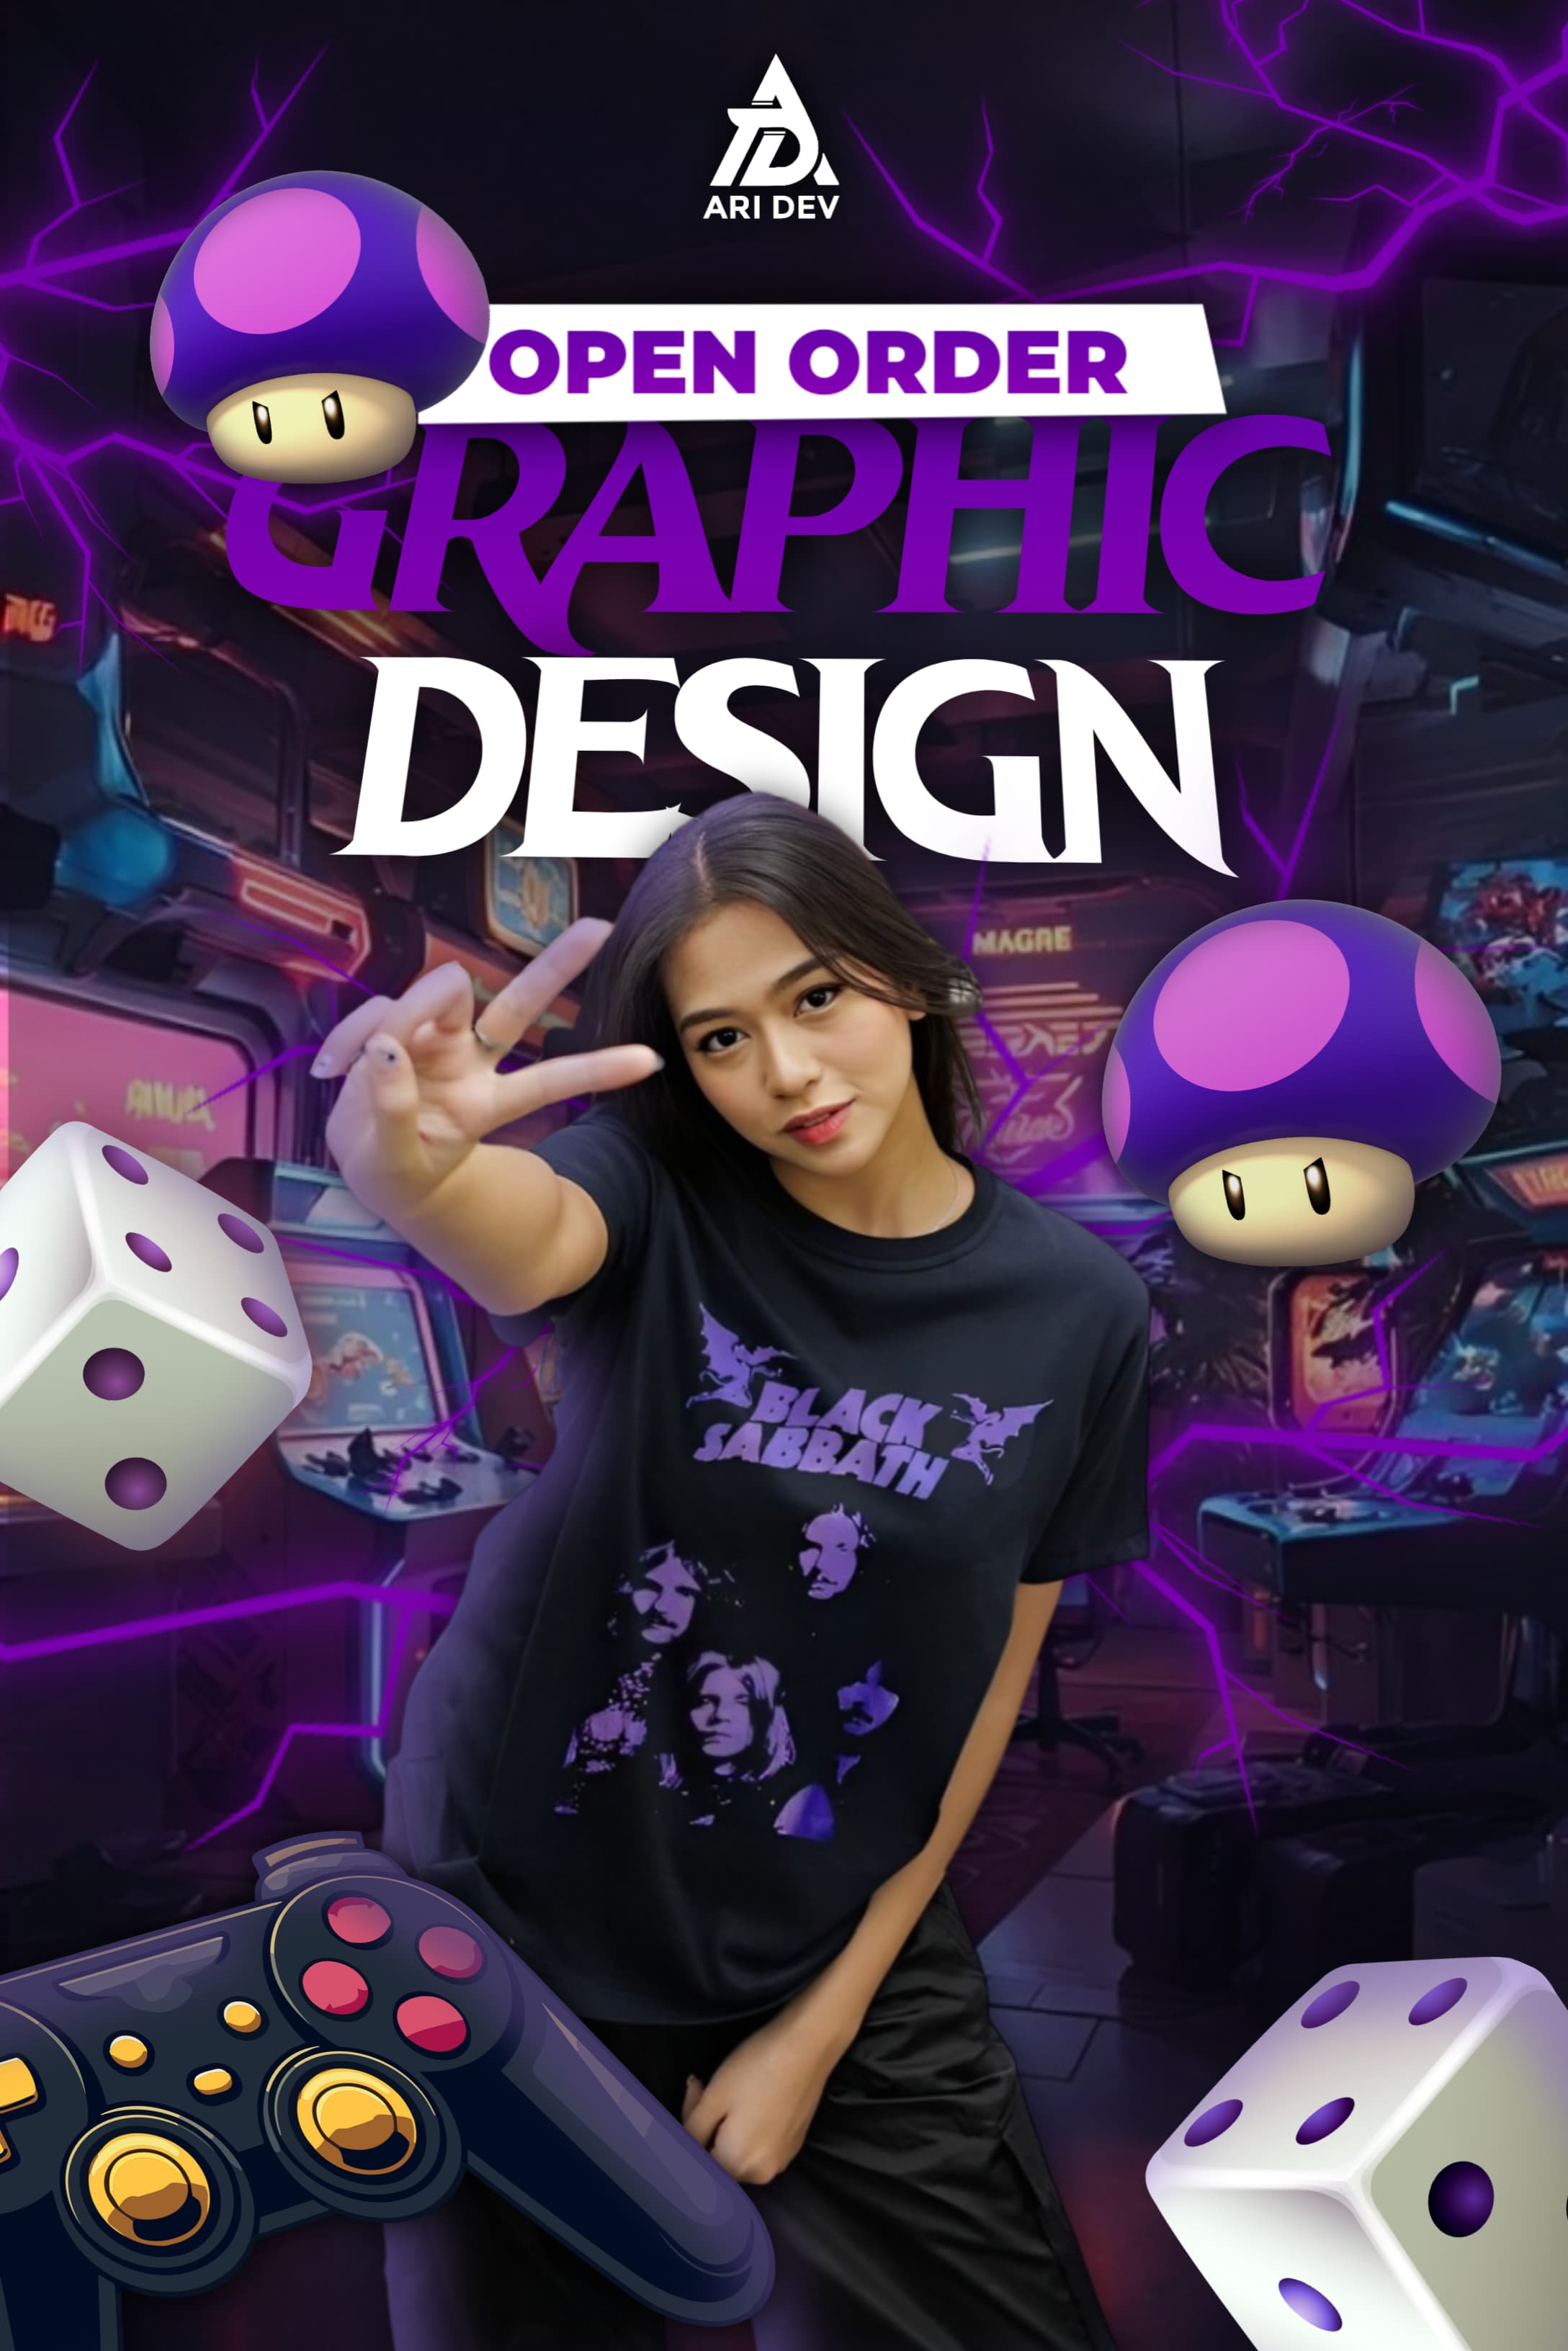 ARI DEV
OPEN ORDER
GRAPHIC
DESIGN
MAGRE
BLACK
SABBATH